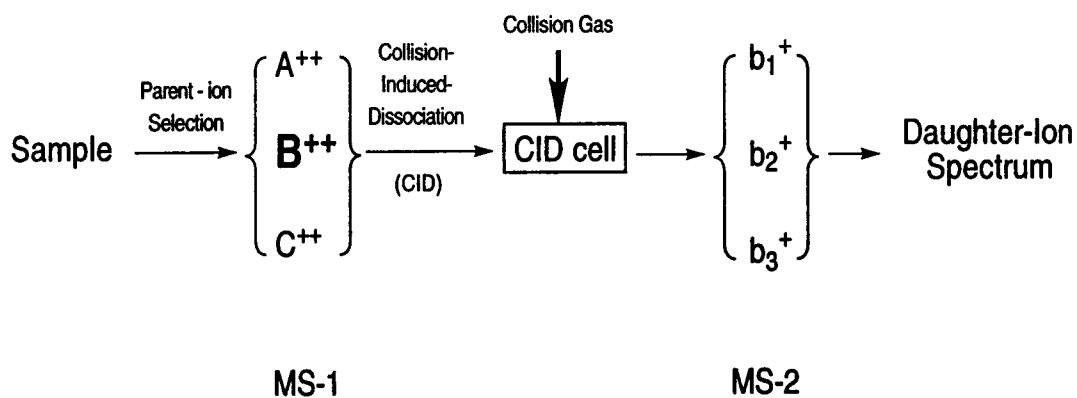 Sample
Parent - ion
Selection
A⁺⁺
B⁺⁺
C⁺⁺
Collision-
Induced-
Dissociation
(CID)
Collision Gas
CID cell
b₁⁺
b₂⁺
b₃⁺
Daughter-Ion
Spectrum
MS-1
MS-2